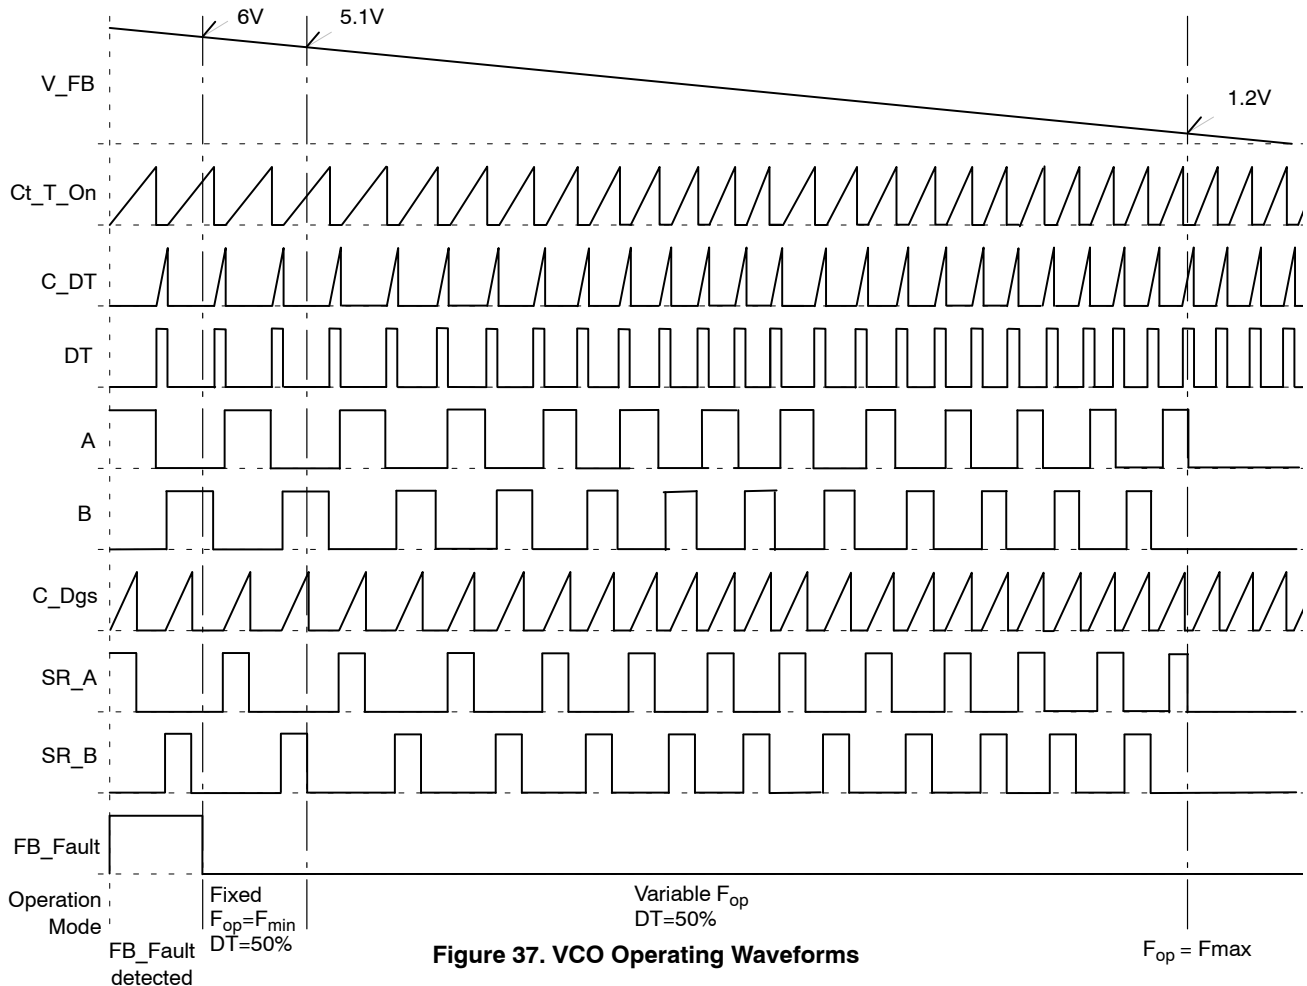 6V
5.1V
V_FB
1.2V
Ct_T_On
C_DT
DT
A
B
C_Dgs
SR_A
SR_B
FB_Fault
Operation
Mode
FB_Fault
detected
Fixed
Fop=Fmin
DT=50%
Variable Fop
DT=50%
Fop = Fmax
Figure 37. VCO Operating Waveforms